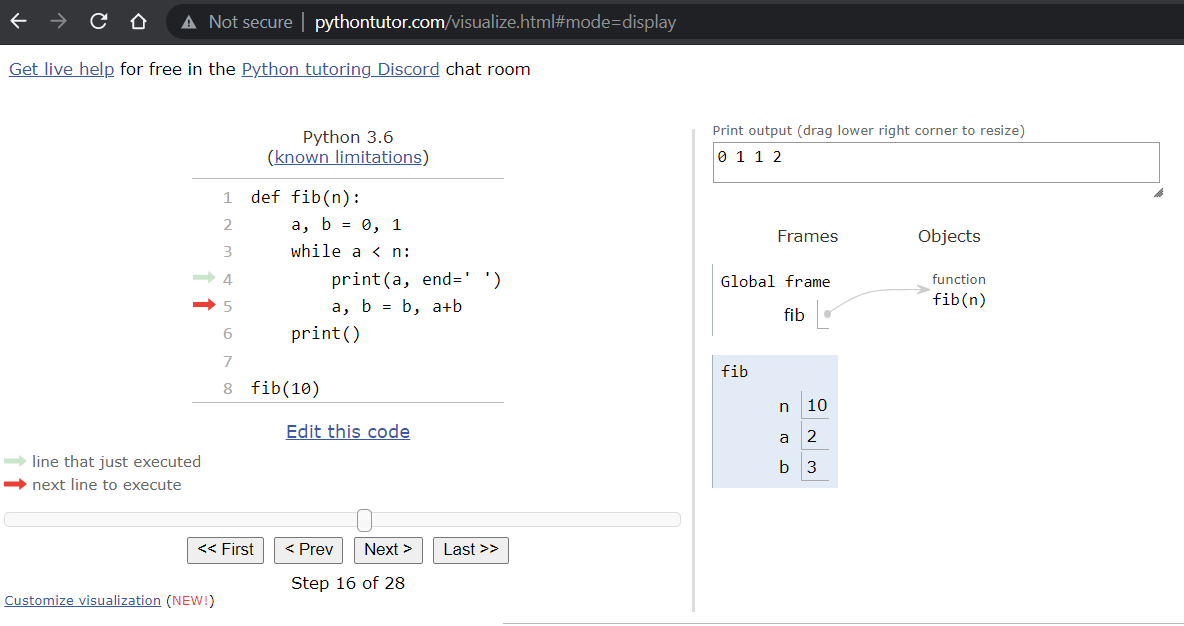 Not secure | pythontutor.com/visualize.html#mode=display
Get live help for free in the Python tutoring Discord chat room
Python 3.6
(known limitations)
1 def fib(n):
2     a, b = 0, 1
3     while a < n:
4         print(a, end=' ')
5         a, b = b, a+b
6     print()
7
8 fib(10)
Edit this code
line that just executed
next line to execute
<< First < Prev Next > Last >>
Step 16 of 28
Customize visualization (NEW!)
Print output (drag lower right corner to resize)
0 1 1 2
Frames Objects
Global frame
fib
function
fib(n)
fib
n 10
a 2
b 3